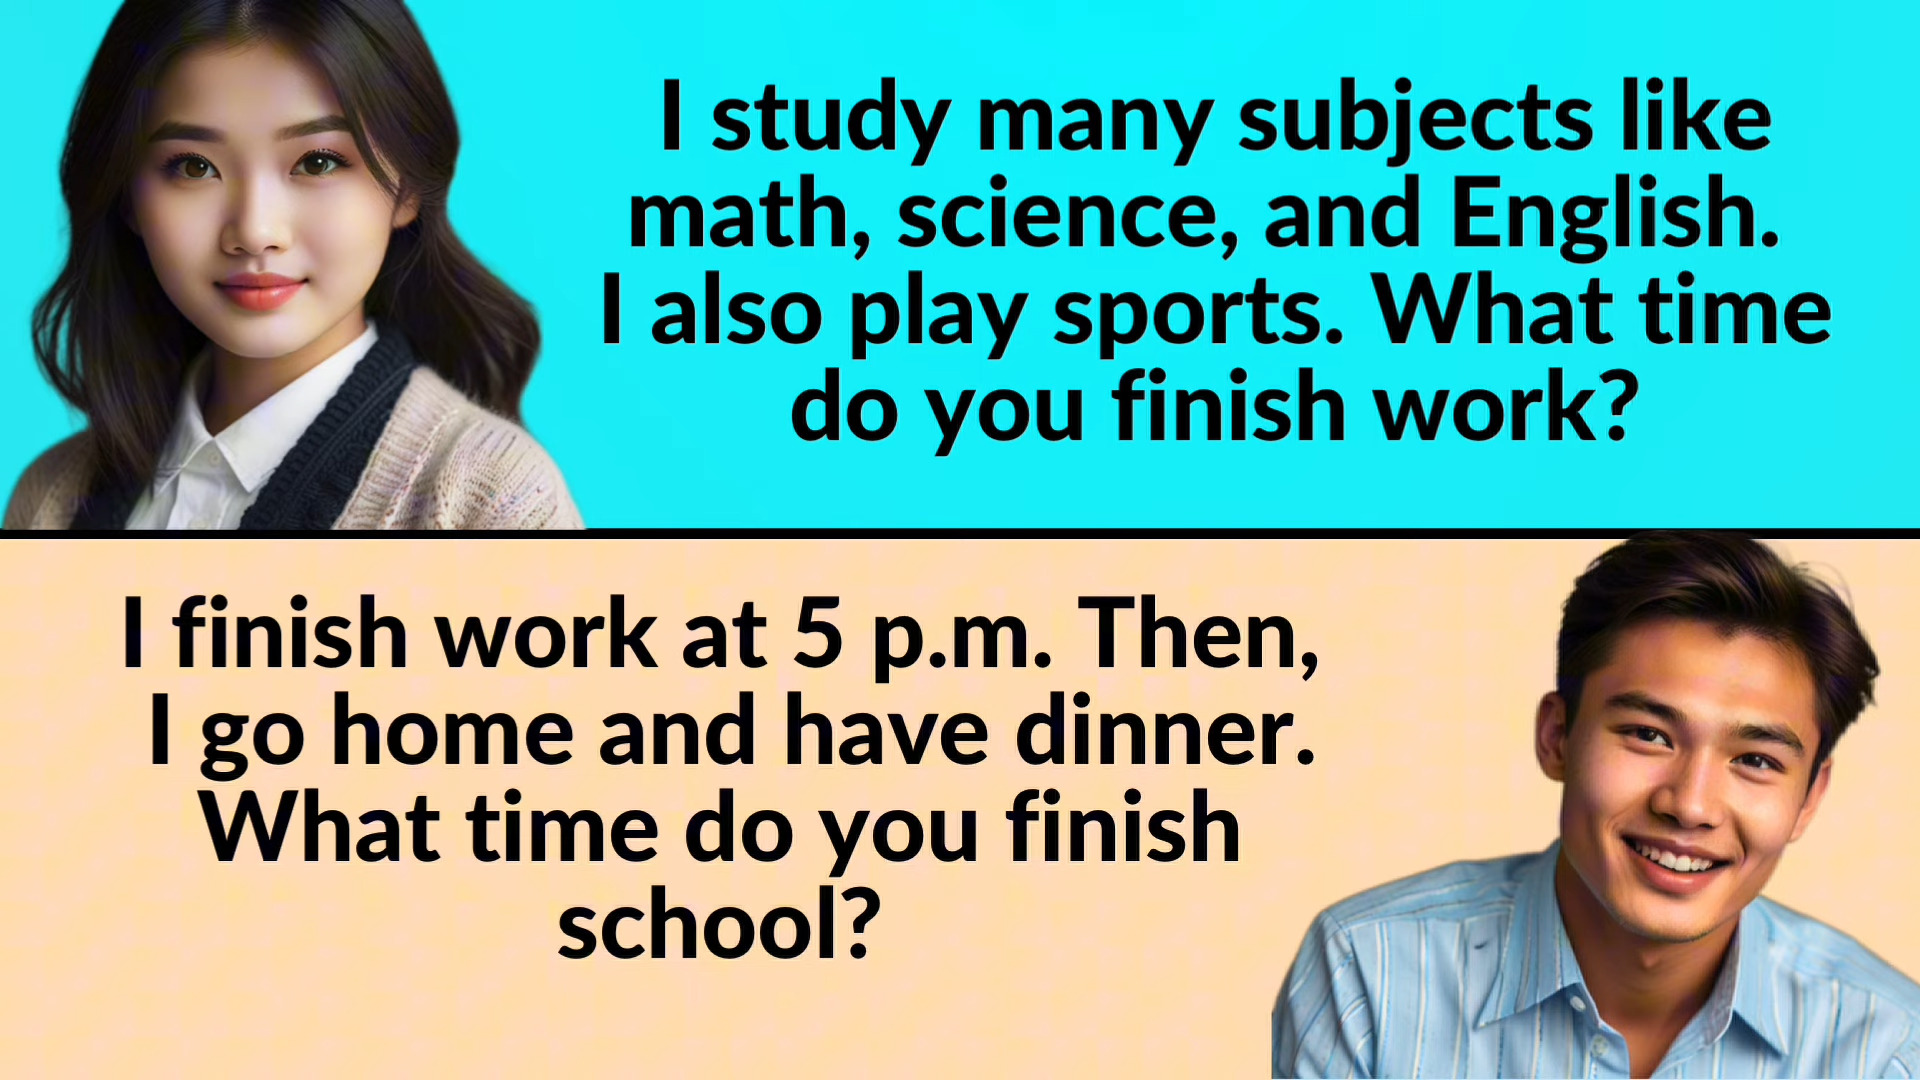 I study many subjects like
math, science, and English.
I also play sports. What time
do you finish work?
I finish work at 5 p.m. Then,
I go home and have dinner.
What time do you finish
school?